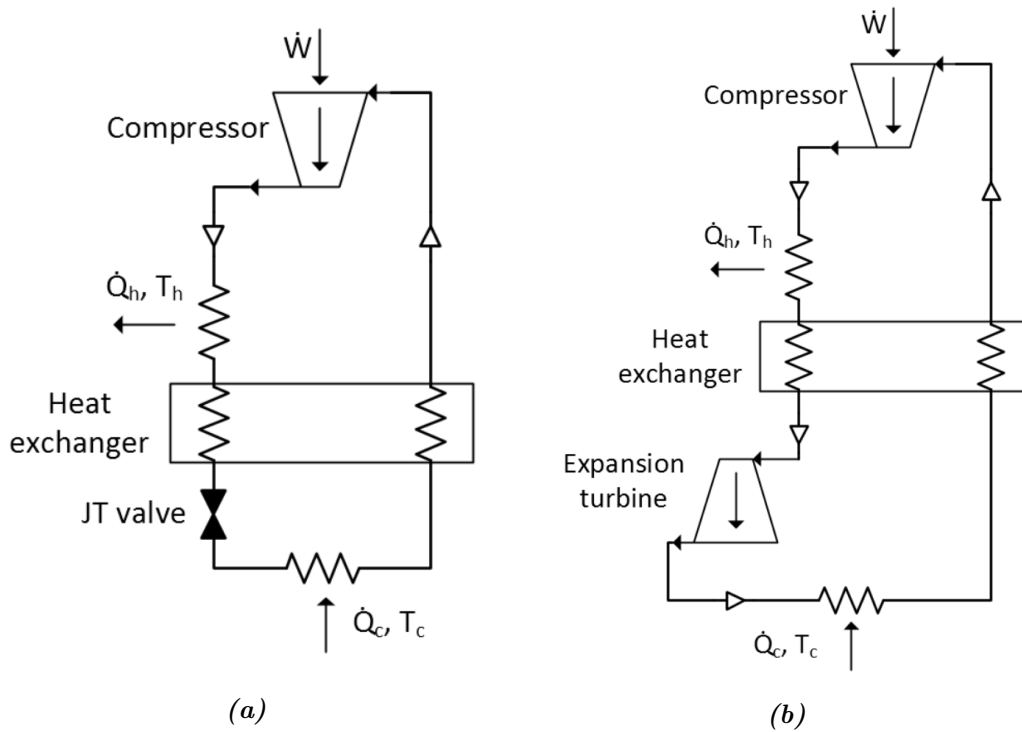 Ẇ
Compressor
Q̇h, Th
Heat
exchanger
JT valve
Q̇c, Tc
(a)
Ẇ
Compressor
Q̇h, Th
Heat
exchanger
Expansion
turbine
Q̇c, Tc
(b)